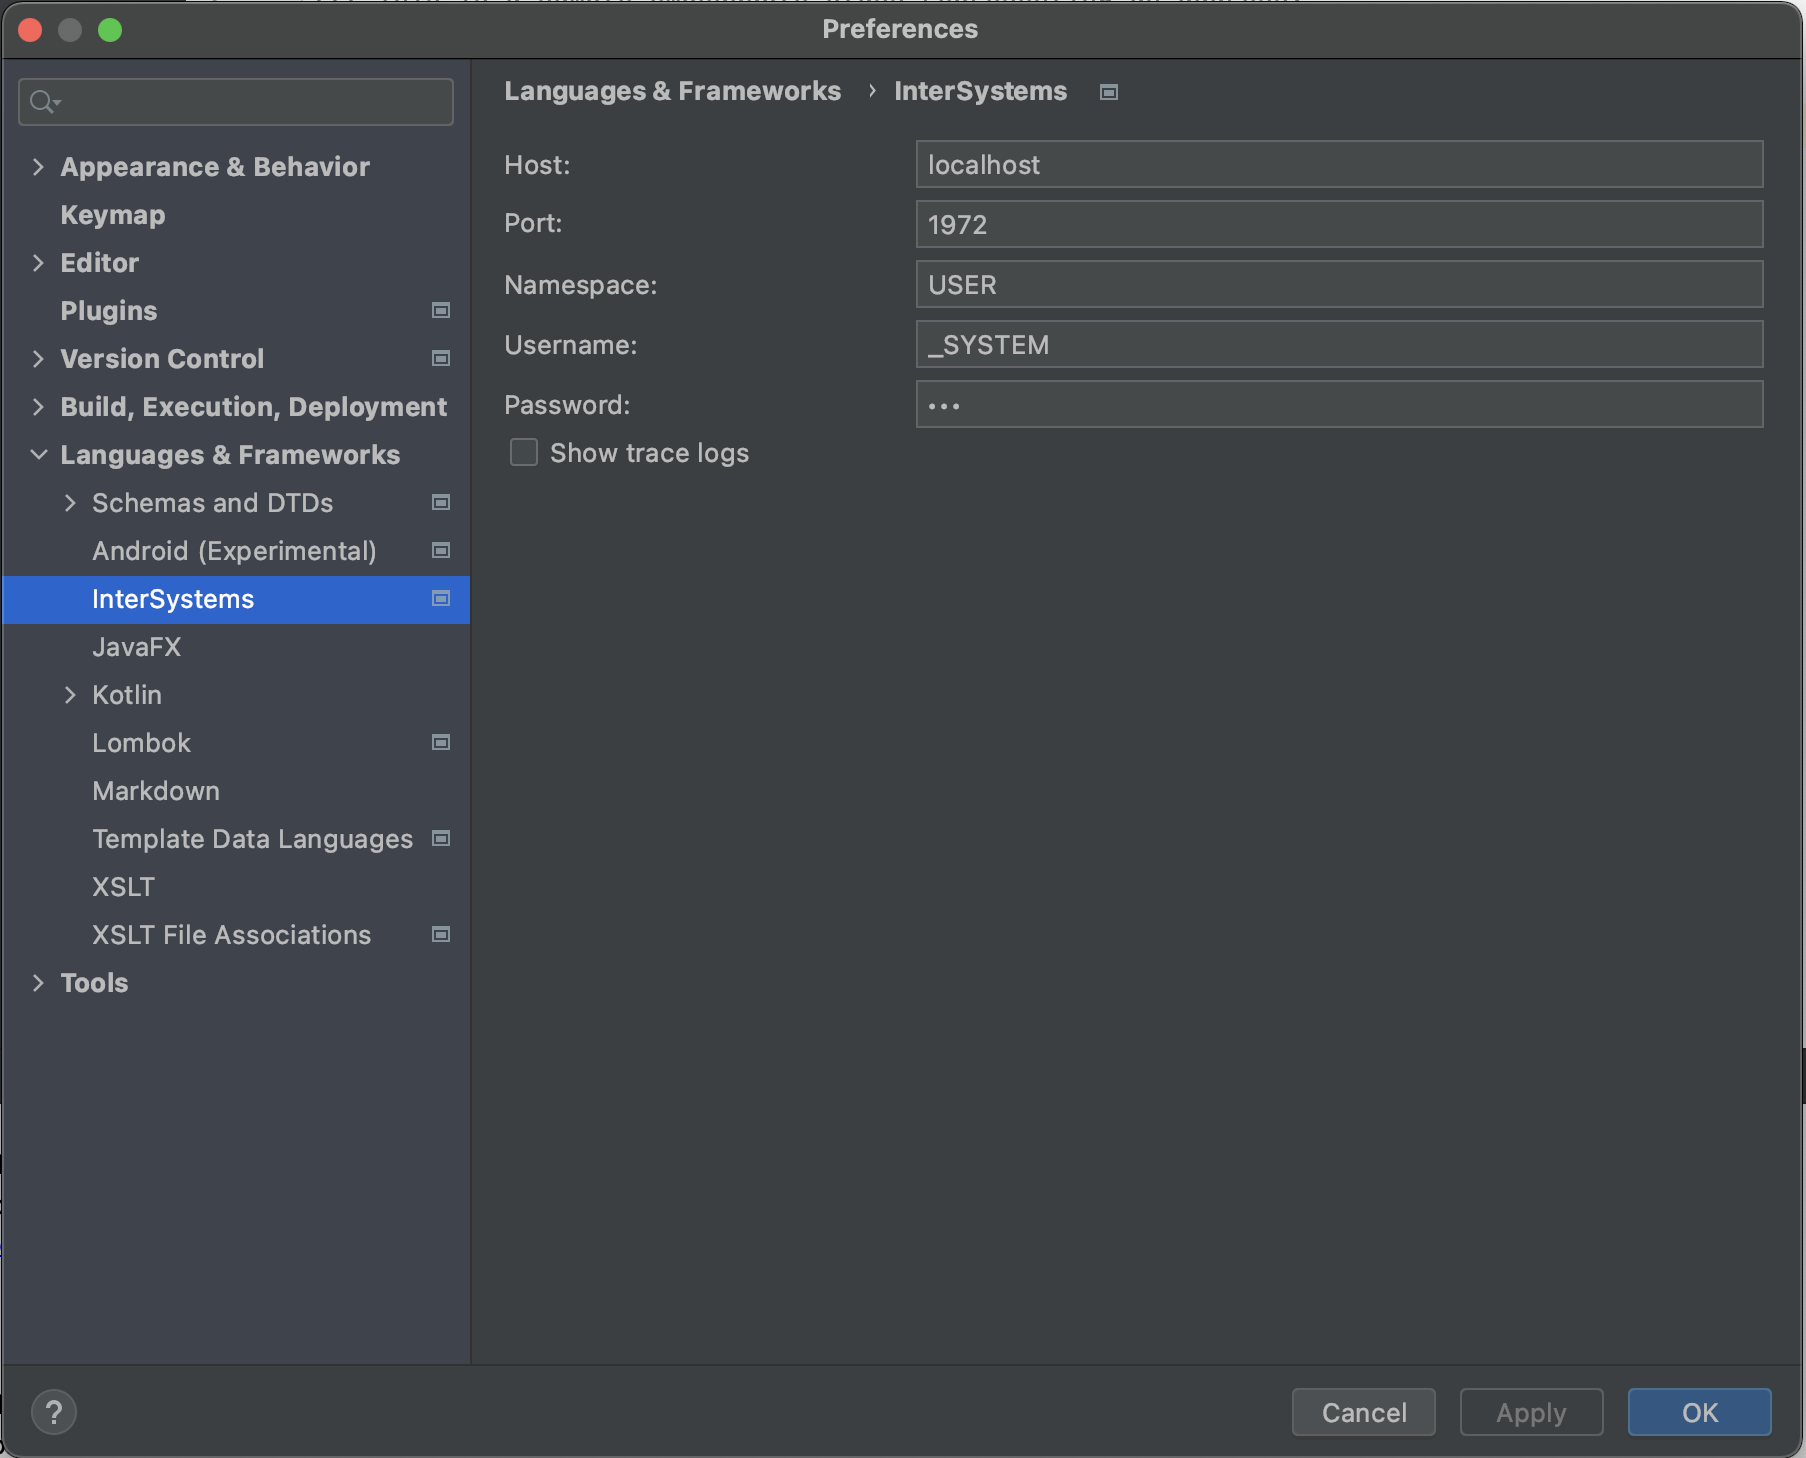 Preferences
Appearance & Behavior
Keymap
Editor
Plugins
Version Control
Build, Execution, Deployment
Languages & Frameworks
Schemas and DTDs
Android (Experimental)
InterSystems
JavaFX
Kotlin
Lombok
Markdown
Template Data Languages
XSLT
XSLT File Associations
Tools
Languages & Frameworks › InterSystems
Host: localhost
Port: 1972
Namespace: USER
Username: _SYSTEM
Password: •••
Show trace logs
? Cancel Apply OK